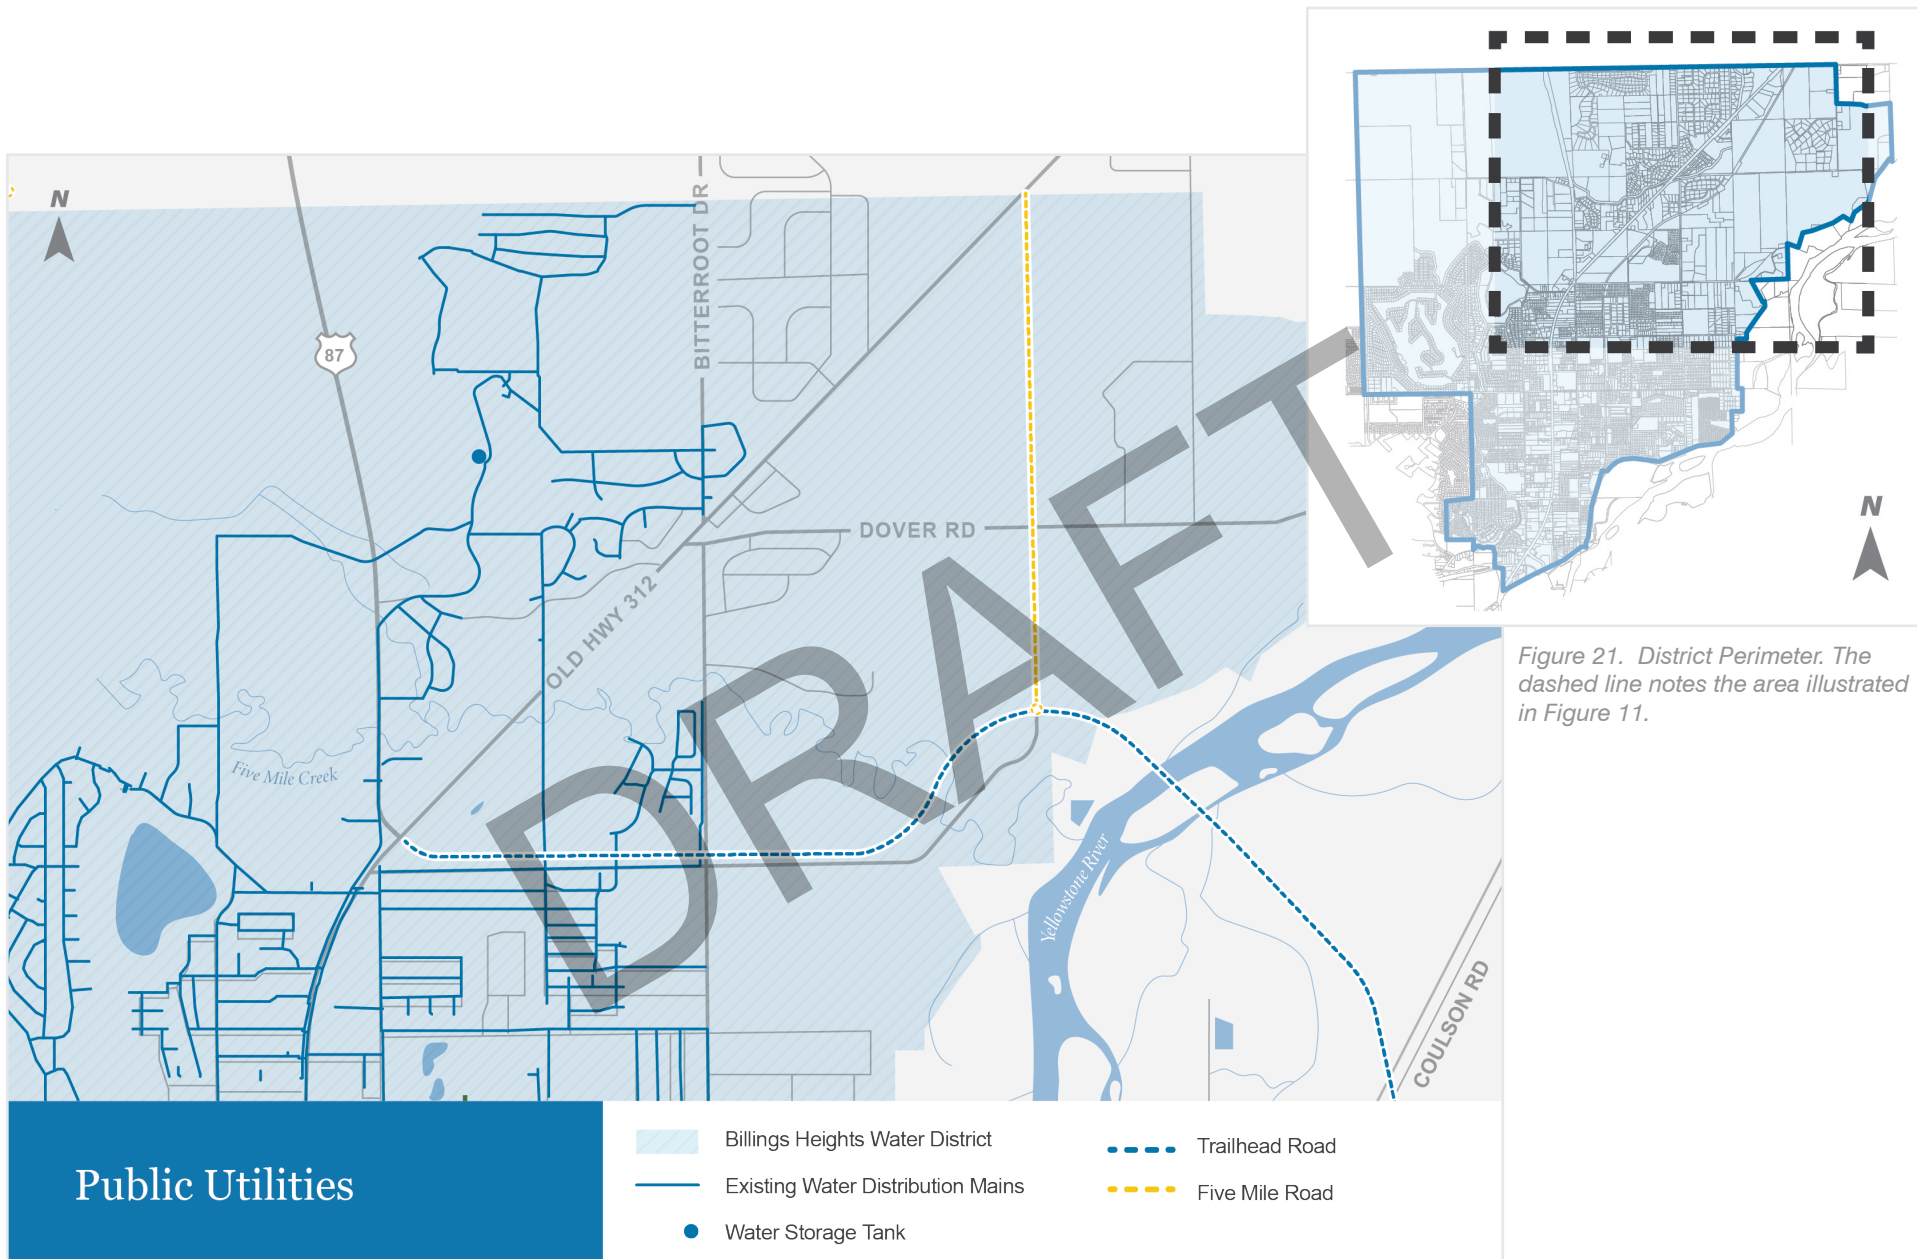 N
87
BITTERROOT DR
DOVER RD
OLD HWY 312
Five Mile Creek
Yellowstone River
COULSON RD
DRAFT
N
Figure 21.  District Perimeter. The
dashed line notes the area illustrated
in Figure 11.
Public Utilities
Billings Heights Water District
Existing Water Distribution Mains
Water Storage Tank
Trailhead Road
Five Mile Road